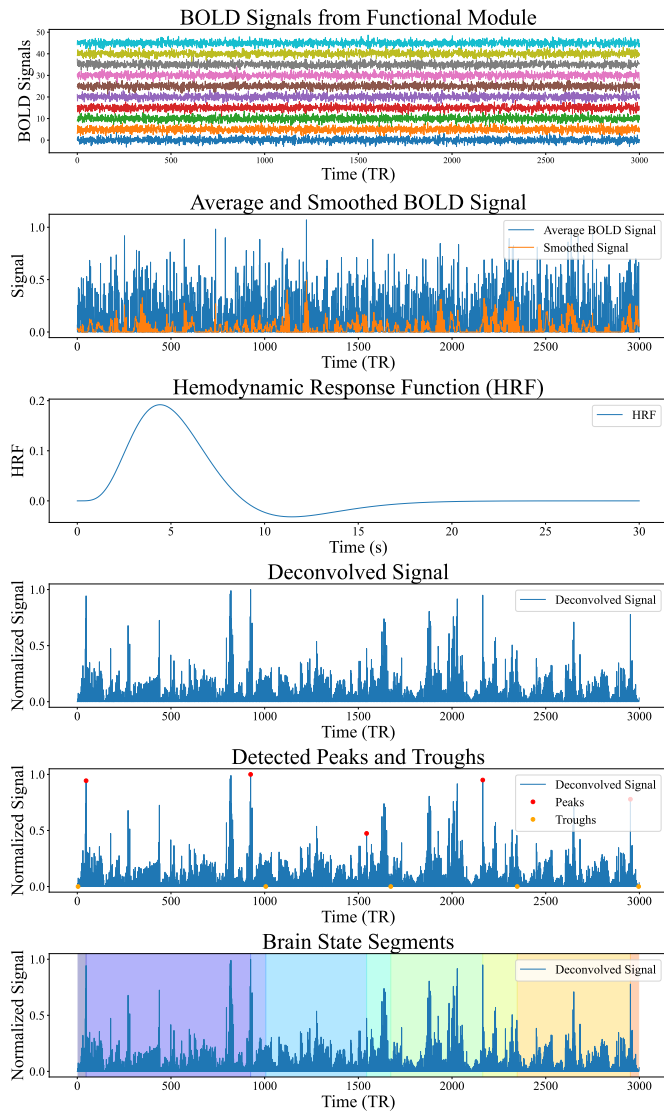 BOLD Signals from Functional Module
BOLD Signals
50
40
30
20
10
0
0 500 1000 1500 2000 2500 3000
Time (TR)
Average and Smoothed BOLD Signal
Signal
1.0
0.5
0.0
Average BOLD Signal
Smoothed Signal
0 500 1000 1500 2000 2500 3000
Time (TR)
Hemodynamic Response Function (HRF)
HRF
0.2
0.1
0.0
HRF
0 5 10 15 20 25 30
Time (s)
Deconvolved Signal
Normalized Signal
1.0
0.5
0.0
Deconvolved Signal
0 500 1000 1500 2000 2500 3000
Time (TR)
Detected Peaks and Troughs
Normalized Signal
1.0
0.5
0.0
Deconvolved Signal
Peaks
Troughs
0 500 1000 1500 2000 2500 3000
Time (TR)
Brain State Segments
Normalized Signal
1.0
0.5
0.0
Deconvolved Signal
0 500 1000 1500 2000 2500 3000
Time (TR)